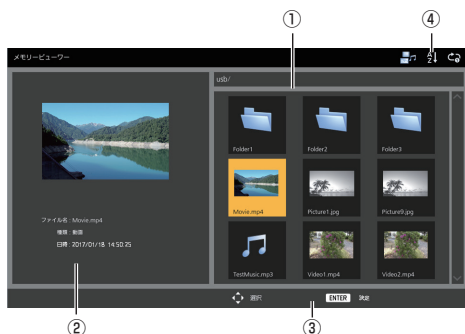 ① ④
メモリービューワー
usb/
Folder1 Folder2 Folder3
Movie.mp4 Picture1.jpg Picture9.jpg
ファイル名 : Movie.mp4
種類 : 動画
日時 : 2017/01/18 14:50:25
TestMusic.mp3 Video1.mp4 Video2.mp4
選択 ENTER 決定
② ③